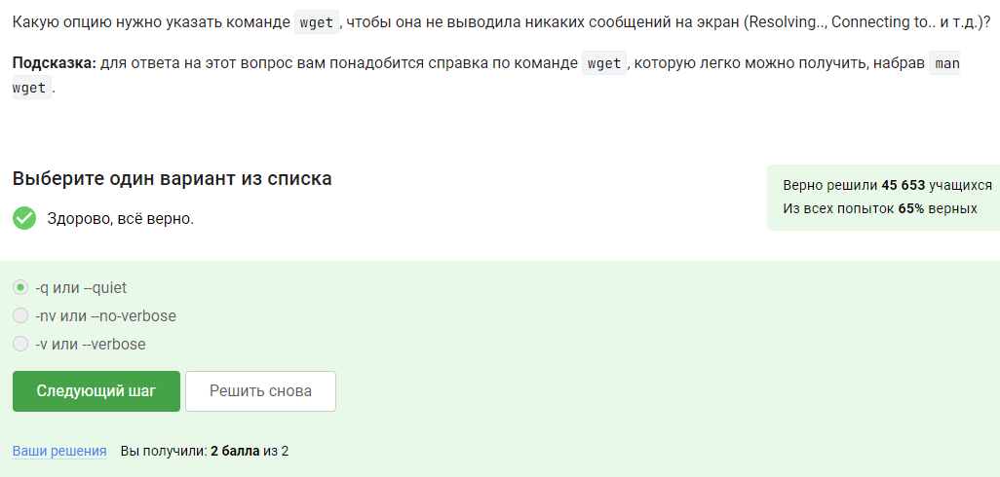 Какую опцию нужно указать команде wget, чтобы она не выводила никаких сообщений на экран (Resolving.., Connecting to.. и т.д.)?
Подсказка: для ответа на этот вопрос вам понадобится справка по команде wget, которую легко можно получить, набрав man
wget.
Выберите один вариант из списка
Здорово, всё верно.
Верно решили 45 653 учащихся
Из всех попыток 65% верных
-q или --quiet
-nv или --no-verbose
-v или --verbose
Следующий шаг Решить снова
Ваши решения Вы получили: 2 балла из 2